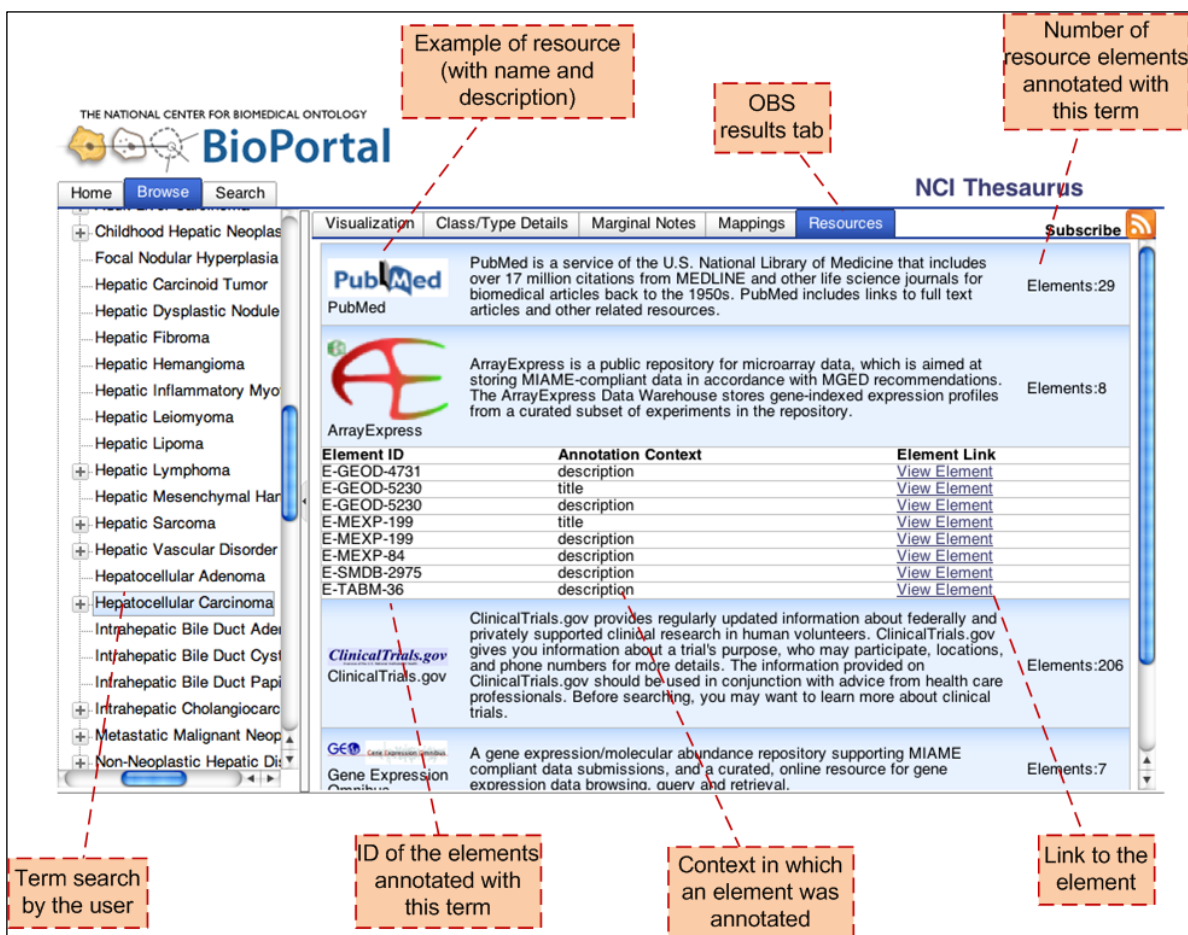 Example of resource
(with name and
description)
OBS
results tab
Number of
resource elements
annotated with
this term
THE NATIONAL CENTER FOR BIOMEDICAL ONTOLOGY
BioPortal
Home Browse Search
NCI Thesaurus
Subscribe
Childhood Hepatic Neoplas
Focal Nodular Hyperplasia
Hepatic Carcinoid Tumor
Hepatic Dysplastic Nodule
Hepatic Fibroma
Hepatic Hemangioma
Hepatic Inflammatory Myo
Hepatic Leiomyoma
Hepatic Lipoma
Hepatic Lymphoma
Hepatic Mesenchymal Har
Hepatic Sarcoma
Hepatic Vascular Disorder
Hepatocellular Adenoma
Hepatocellular Carcinoma
Intrahepatic Bile Duct Ader
Intrahepatic Bile Duct Cyst
Intrahepatic Bile Duct Papi
Intrahepatic Cholangiocarc
Metastatic Malignant Neop
Non-Neoplastic Hepatic Dis
Visualization Class/Type Details Marginal Notes Mappings Resources
PubMed
PubMed
PubMed is a service of the U.S. National Library of Medicine that includes
over 17 million citations from MEDLINE and other life science journals for
biomedical articles back to the 1950s. PubMed includes links to full text
articles and other related resources.
Elements:29
ArrayExpress
ArrayExpress is a public repository for microarray data, which is aimed at
storing MIAME-compliant data in accordance with MGED recommendations.
The ArrayExpress Data Warehouse stores gene-indexed expression profiles
from a curated subset of experiments in the repository.
Elements:8
Element ID Annotation Context Element Link
E-GEOD-4731 description View Element
E-GEOD-5230 title View Element
E-GEOD-5230 description View Element
E-MEXP-199 title View Element
E-MEXP-199 description View Element
E-MEXP-84 description View Element
E-SMDB-2975 description View Element
E-TABM-36 description View Element
ClinicalTrials.gov
ClinicalTrials.gov
ClinicalTrials.gov provides regularly updated information about federally and
privately supported clinical research in human volunteers. ClinicalTrials.gov
gives you information about a trial's purpose, who may participate, locations,
and phone numbers for more details. The information provided on
ClinicalTrials.gov should be used in conjunction with advice from health care
professionals. Before searching, you may want to learn more about clinical
trials.
Elements:206
GEO Gene Expression Omnibus
Gene Expression
Omnibus
A gene expression/molecular abundance repository supporting MIAME
compliant data submissions, and a curated, online resource for gene
expression data browsing, query and retrieval.
Elements:7
Term search
by the user
ID of the elements
annotated with
this term
Context in which
an element was
annotated
Link to the
element